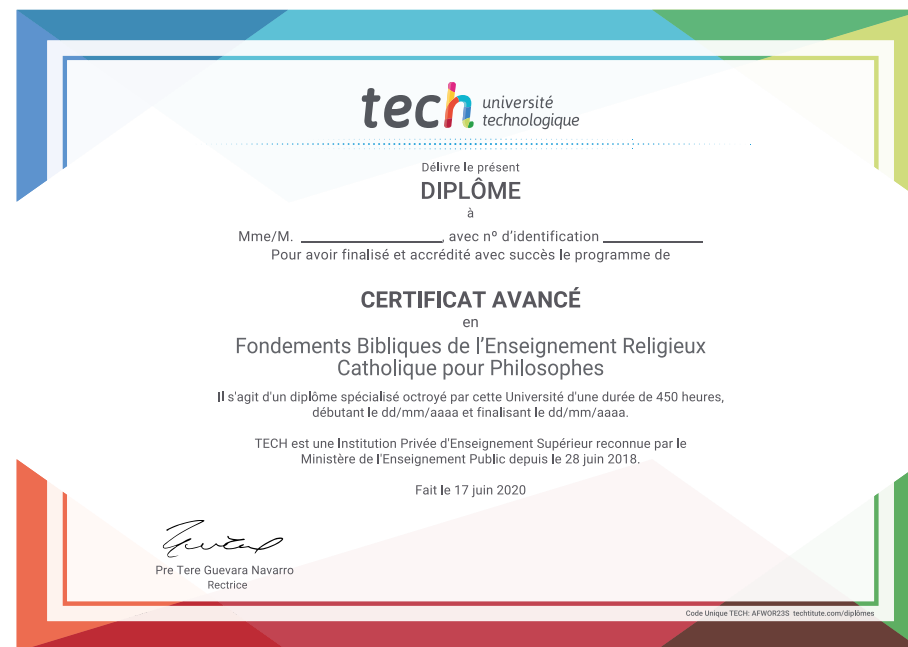 tech université
technologique
Délivre le présent
DIPLÔME
à
Mme/M. ____________________, avec nº d'identification ______________
Pour avoir finalisé et accrédité avec succès le programme de
CERTIFICAT AVANCÉ
en
Fondements Bibliques de l'Enseignement Religieux
Catholique pour Philosophes
Il s'agit d'un diplôme spécialisé octroyé par cette Université d'une durée de 450 heures,
débutant le dd/mm/aaaa et finalisant le dd/mm/aaaa.
TECH est une Institution Privée d'Enseignement Supérieur reconnue par le
Ministère de l'Enseignement Public depuis le 28 juin 2018.
Fait le 17 juin 2020
Pre Tere Guevara Navarro
Rectrice
Code Unique TECH: AFWOR23S techtitute.com/diplômes